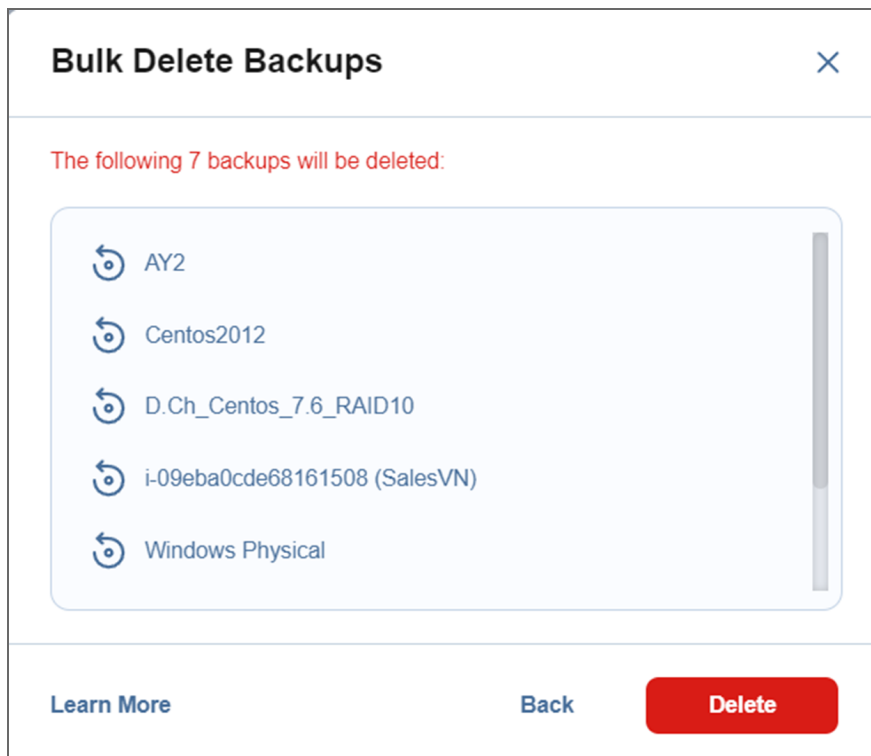 Bulk Delete Backups
The following 7 backups will be deleted:
AY2
Centos2012
D.Ch_Centos_7.6_RAID10
i-09eba0cde68161508 (SalesVN)
Windows Physical
Learn More
Back
Delete